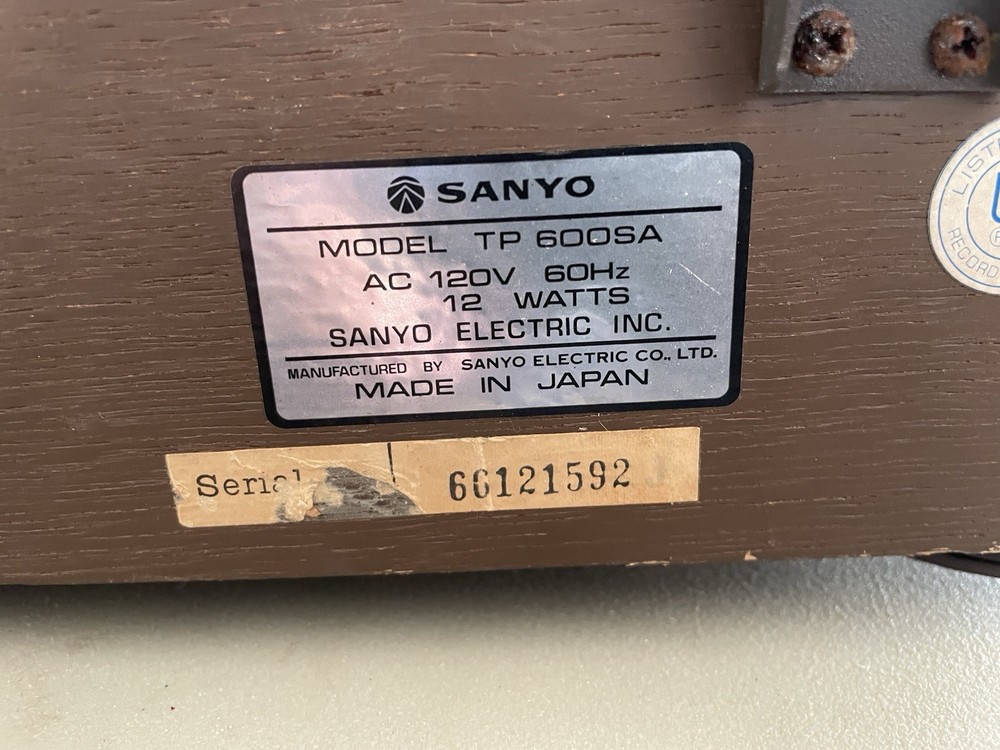 SANYO
MODEL TP 600SA
AC 120V 60Hz
12 WATTS
SANYO ELECTRIC INC.
MANUFACTURED BY SANYO ELECTRIC CO., LTD.
MADE IN JAPAN
Serial
66121592